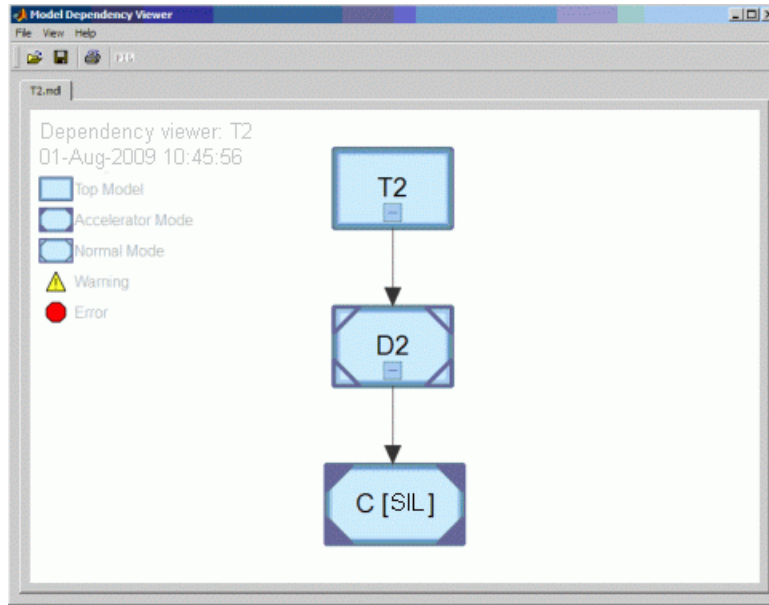 Model Dependency Viewer
File View Help
T2.mdl
Dependency viewer: T2
01-Aug-2009 10:45:56
Top Model
Accelerator Mode
Normal Mode
Warning
Error
T2
D2
C [SIL]